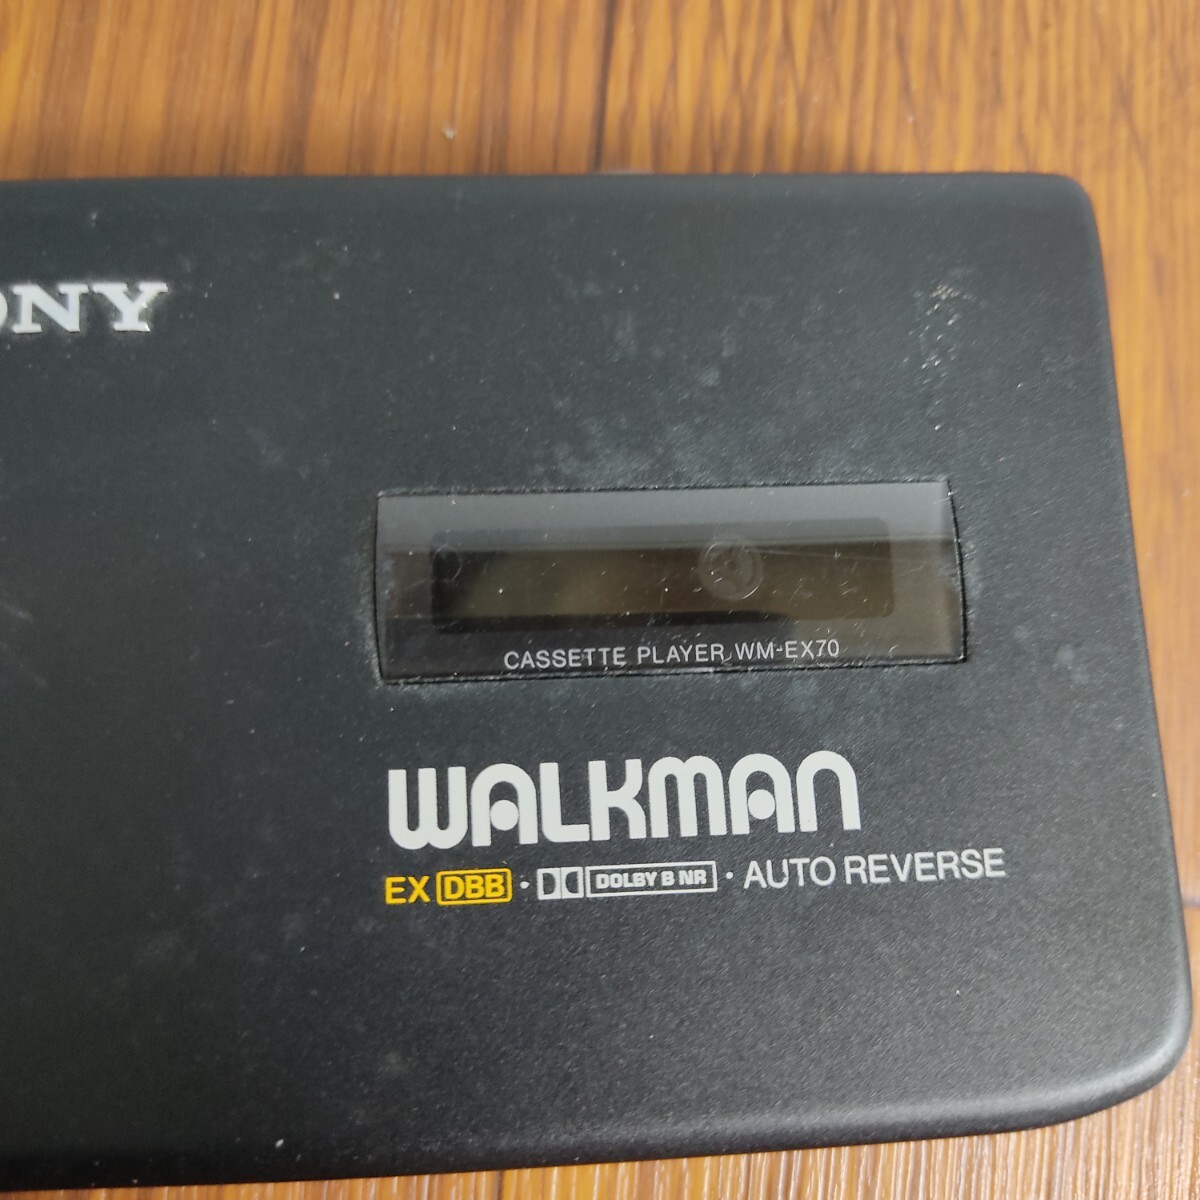 ONY
CASSETTE PLAYER WM-EX70
WALKMAN
EX DBB · DOLBY B NR · AUTO REVERSE